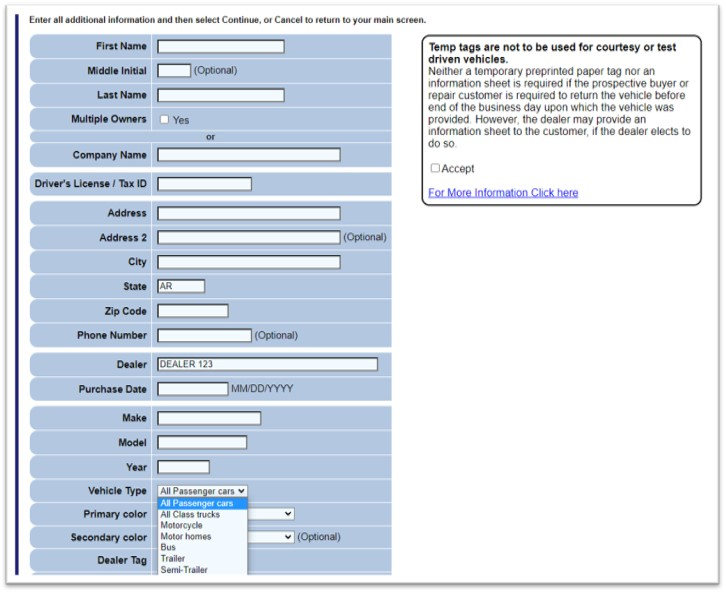 Enter all additional information and then select Continue, or Cancel to return to your main screen.
First Name
Middle Initial (Optional)
Last Name
Multiple Owners Yes
or
Company Name
Driver's License / Tax ID
Address
Address 2 (Optional)
City
State AR
Zip Code
Phone Number (Optional)
Dealer DEALER 123
Purchase Date MM/DD/YYYY
Make
Model
Year
Vehicle Type All Passenger cars
All Passenger cars
Primary color All Class trucks
Motorcycle
Secondary color Motor homes (Optional)
Bus
Dealer Tag Trailer
Semi-Trailer
Temp tags are not to be used for courtesy or test
driven vehicles.
Neither a temporary preprinted paper tag nor an
information sheet is required if the prospective buyer or
repair customer is required to return the vehicle before
end of the business day upon which the vehicle was
provided. However, the dealer may provide an
information sheet to the customer, if the dealer elects to
do so.
Accept
For More Information Click here